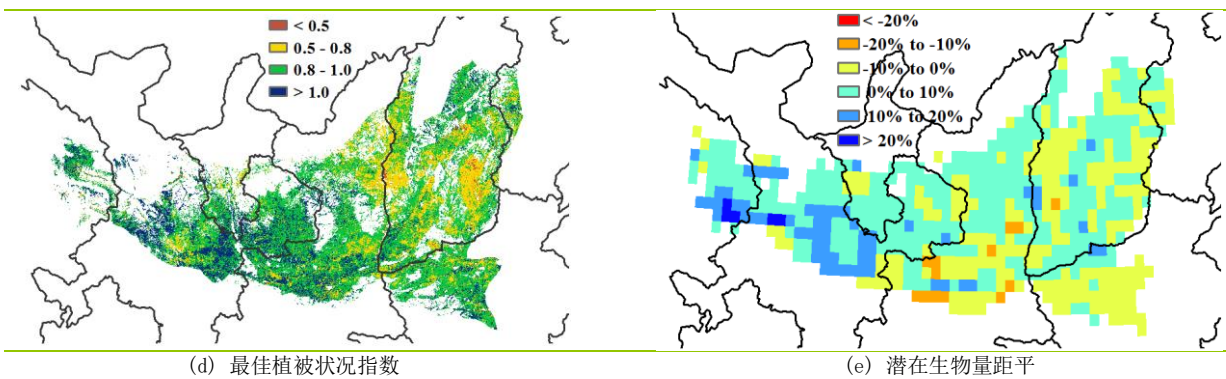 < 0.5
0.5 - 0.8
0.8 - 1.0
> 1.0
< -20%
-20% to -10%
-10% to 0%
0% to 10%
10% to 20%
> 20%
(d) 最佳植被状况指数
(e) 潜在生物量距平